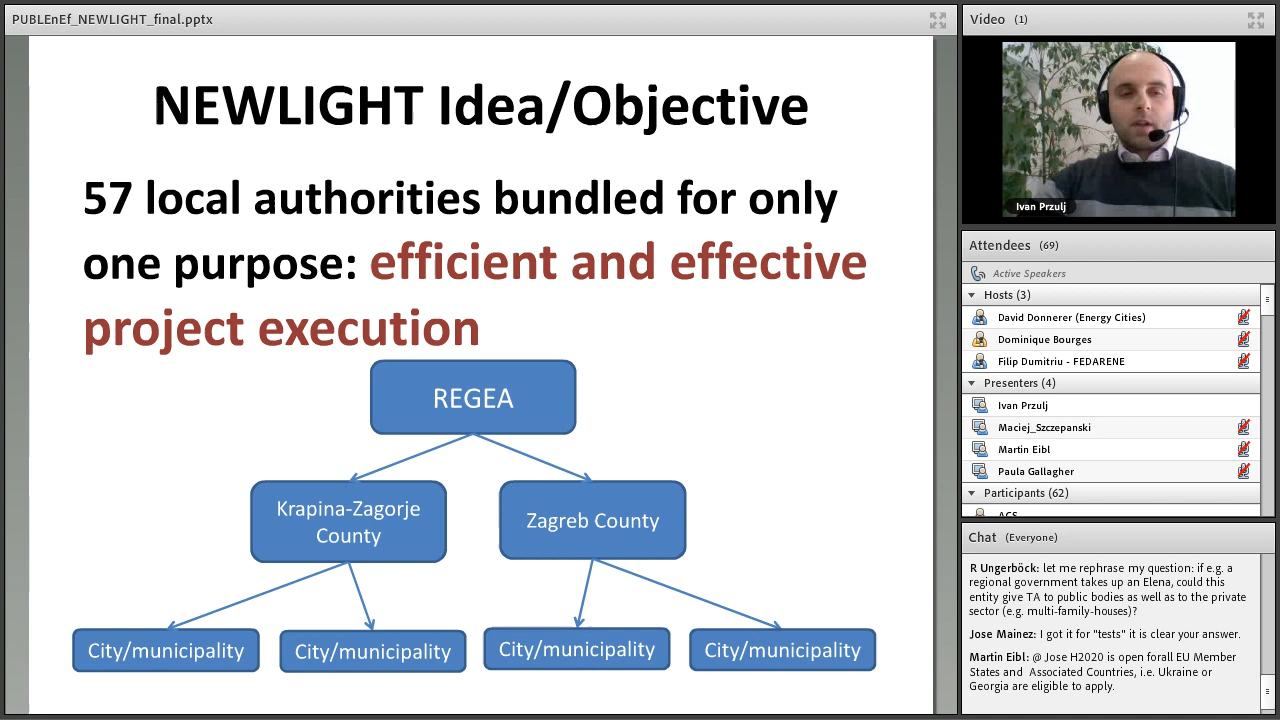 PUBLEnEf_NEWLIGHT_final.pptx
NEWLIGHT Idea/Objective
57 local authorities bundled for only
one purpose: efficient and effective
project execution
REGEA
Krapina-Zagorje
County
Zagreb County
City/municipality
City/municipality
City/municipality
City/municipality
Video (1)
Ivan Przulj
Attendees (69)
Active Speakers
Hosts (3)
David Donnerer (Energy Cities)
Dominique Bourges
Filip Dumitriu - FEDARENE
Presenters (4)
Ivan Przulj
Maciej_Szczepanski
Martin Eibl
Paula Gallagher
Participants (62)
ACS
Chat (Everyone)
R Ungerböck: let me rephrase my question: if e.g. a
regional government takes up an Elena, could this
entity give TA to public bodies as well as to the private
sector (e.g. multi-family-houses)?
Jose Mainez: I got it for "tests" it is clear your answer.
Martin Eibl: @ Jose H2020 is open forall EU Member
States and Associated Countries, i.e. Ukraine or
Georgia are eligible to apply.